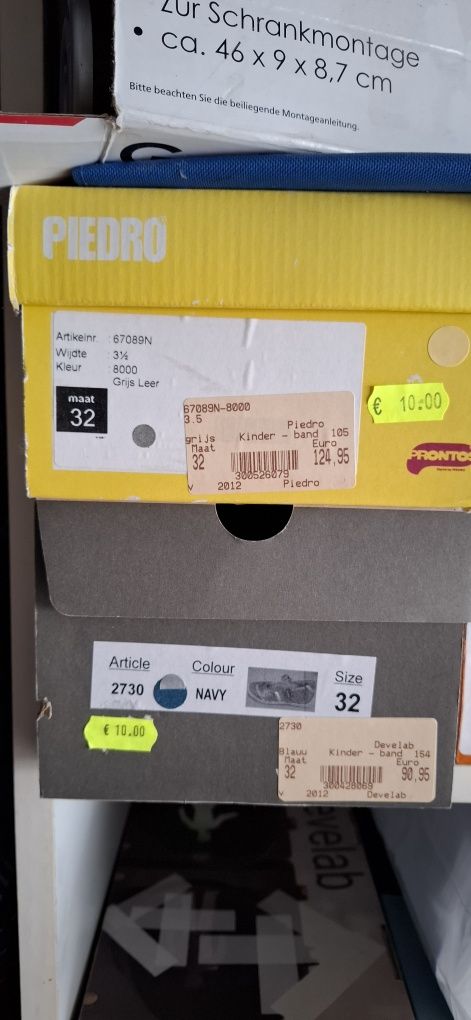 Zur Schrankmontage
• ca. 46 x 9 x 8,7 cm
Bitte beachten Sie die beiliegende Montageanleitung.
PIEDRO
Artikelnr. : 67089N
Wijdte : 3½
Kleur : 8000
Grijs Leer
maat
32
67089N-8000
3.5
Piedro
grijs Kinder - band 105
Maat Euro
32 124,95
300526079
v 2012 Piedro
€ 10.00
PRONTOS
Article Colour Size
2730 NAVY 32
€ 10.00
2730
Develab
Blauw Kinder - band 154
Maat Euro
32 90,95
300428069
v 2012 Develab
develab